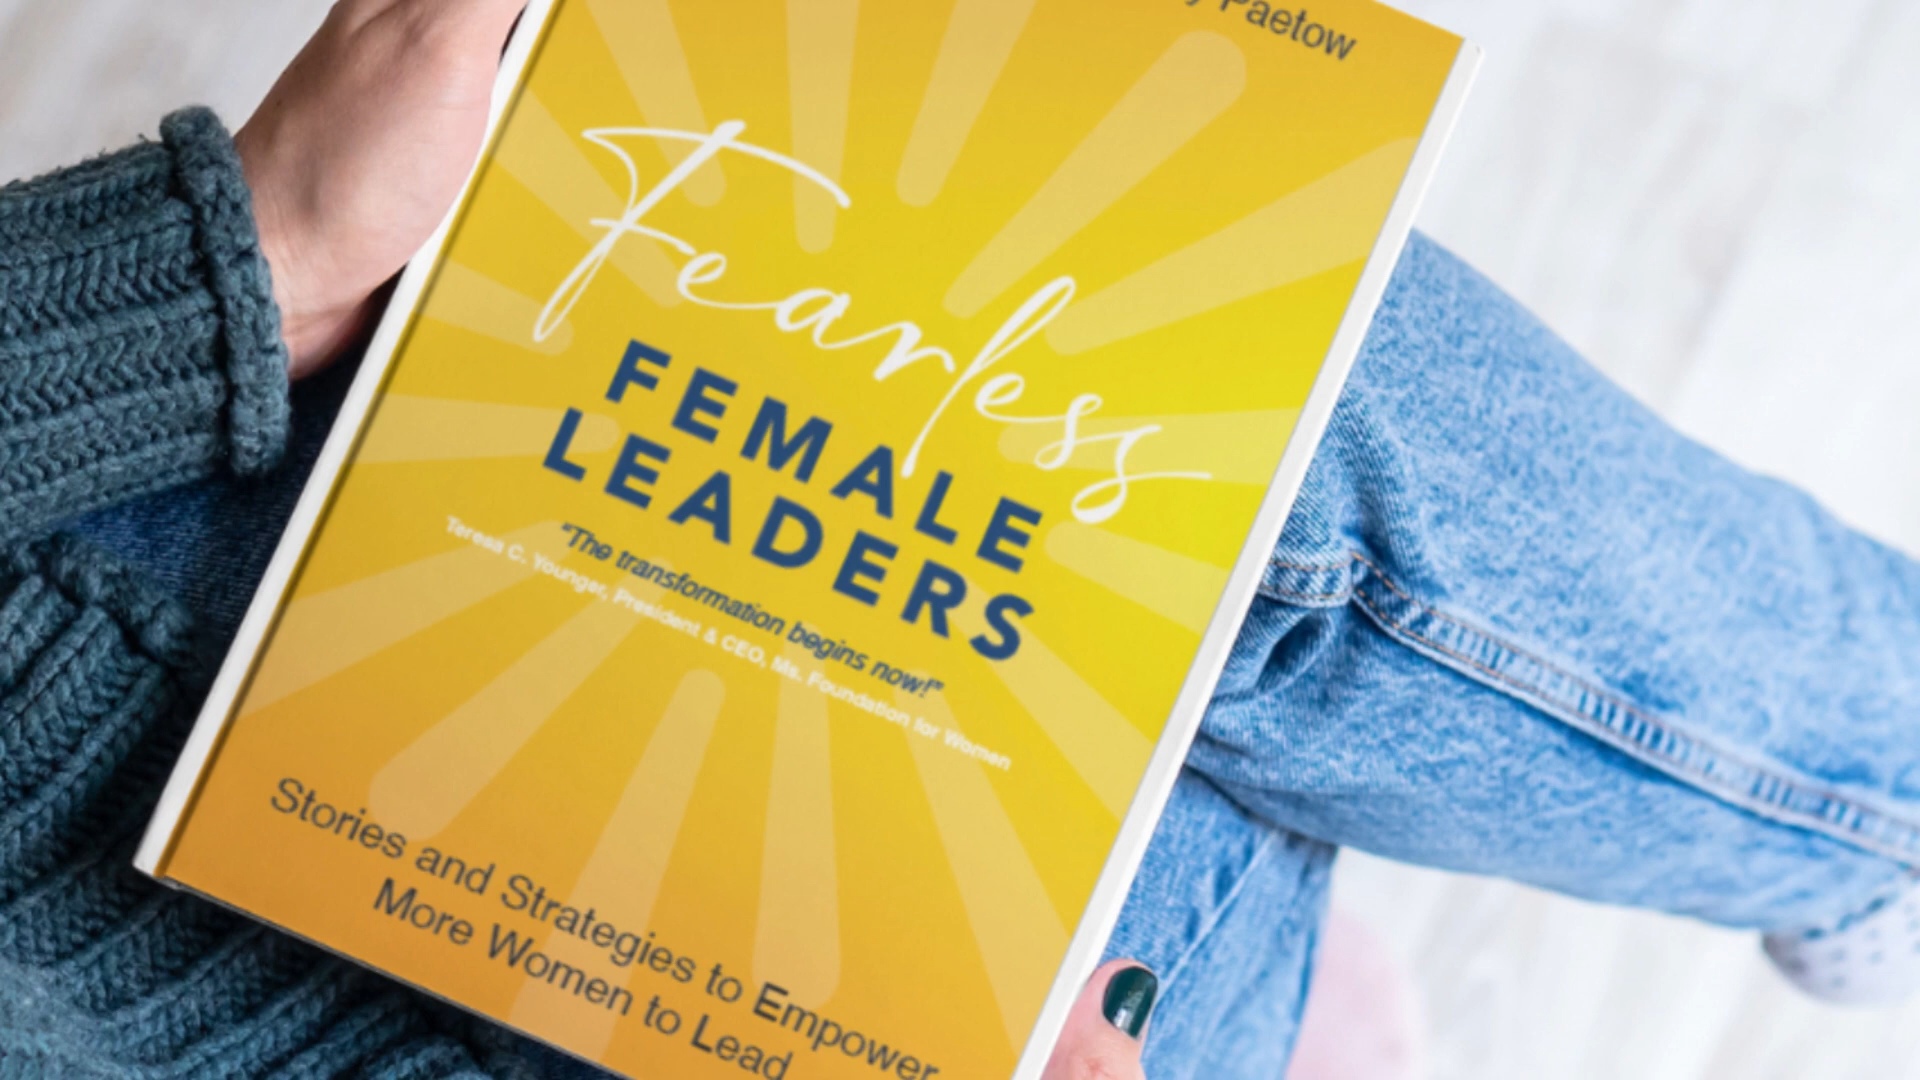 Paetow
Fearless
FEMALE
LEADERS
"The transformation begins now!"
Teresa C. Younger, President & CEO, Ms. Foundation for Women
Stories and Strategies to Empower
More Women to Lead